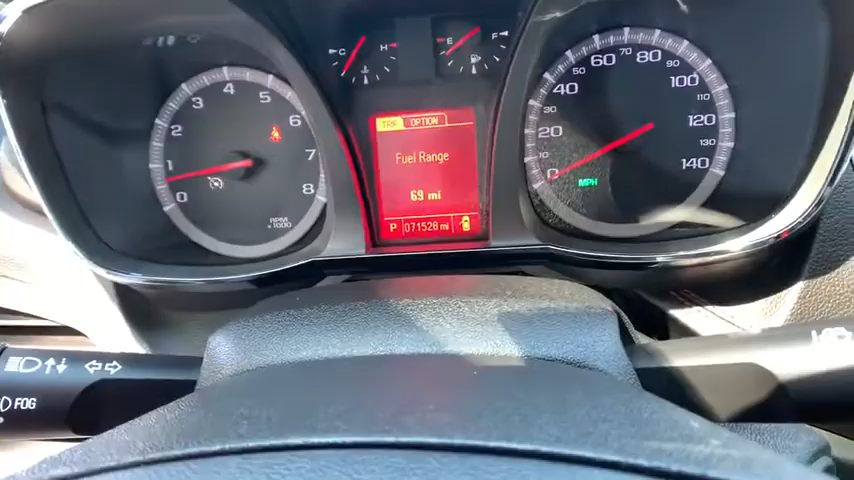 C H
E F
0 1 2 3 4 5 6 7 8
RPM
x1000
TRIP OPTION
Fuel Range
69 mi
P 071528 mi
0 10 20 30 40 50 60 70 80 90 100 110 120 130 140
MPH
FOG